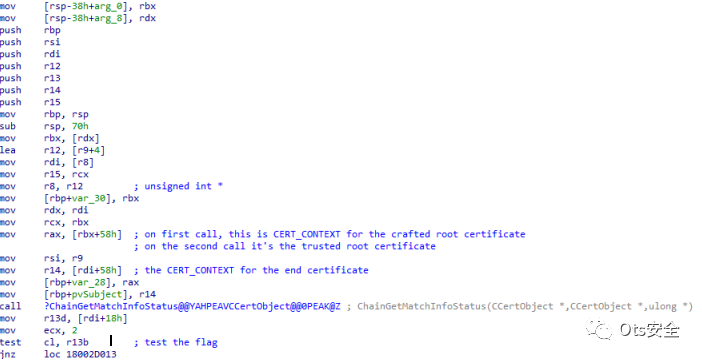 mov [rsp-38h+arg_0], rbx
mov [rsp-38h+arg_8], rdx
push rbp
push rsi
push rdi
push r12
push r13
push r14
push r15
mov rbp, rsp
sub rsp, 70h
mov rbx, [rdx]
lea r12, [r9+4]
mov rdi, [r8]
mov r15, rcx
mov r8, r12 ; unsigned int *
mov [rbp+var_30], rbx
mov rdx, rdi
mov rcx, rbx
mov rax, [rbx+58h] ; on first call, this is CERT_CONTEXT for the crafted root certificate
; on the second call it's the trusted root certificate
mov rsi, r9
mov r14, [rdi+58h] ; the CERT_CONTEXT for the end certificate
mov [rbp+var_28], rax
mov [rbp+pvSubject], r14
call ?ChainGetMatchInfoStatus@@YAHPEAVCCertObject@@0PEAK@Z ; ChainGetMatchInfoStatus(CCertObject *,CCertObject *,ulong *)
mov r13d, [rdi+18h]
mov ecx, 2
test cl, r13b ; test the flag
jnz loc_18002D013
Ots安全